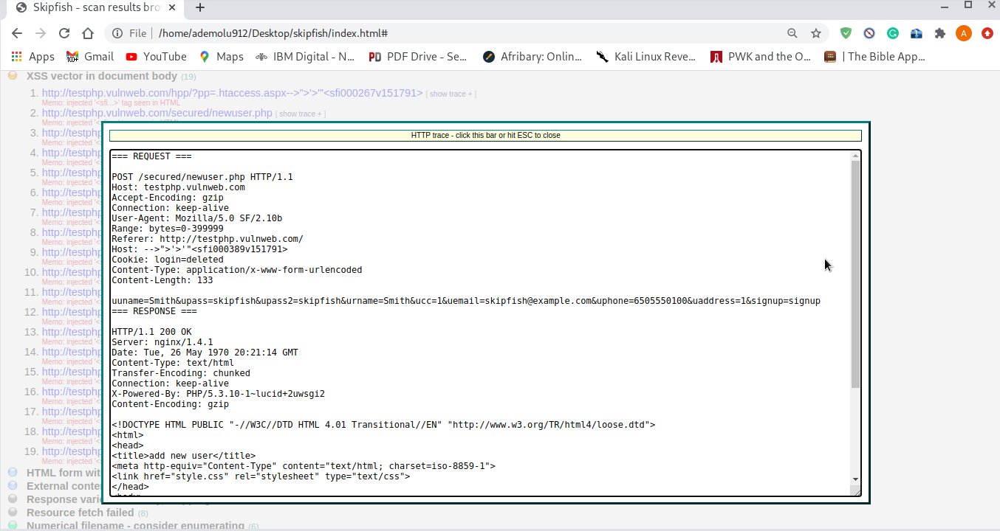 Skipfish - scan results bro
File | /home/ademolu912/Desktop/skipfish/index.html#
A
Apps Gmail YouTube Maps IBM Digital - N... PDF Drive - Se... Afribary: Onlin... Kali Linux Reve... PWK and the O... | The Bible App...
XSS vector in document body (19)
1. http://testphp.vulnweb.com/hpp/?pp=.htaccess.aspx-->">'>'"<sfi000267v151791> [ show trace + ]
Memo: injected '<sfi...>' tag seen in HTML
2. http://testphp.vulnweb.com/secured/newuser.php [ show trace + ]
Memo: injected
3. http://testphp
Memo: injected '<s
4. http://testphp
Memo: injected '<s
5. http://testphp
Memo: injected '<s
6. http://testphp
Memo: injected '<s
7. http://testphp
Memo: injected '<s
8. http://testphp
Memo: injected '<s
9. http://testphp
Memo: injected '<s
10. http://testphp
Memo: injected '<s
11. http://testphp
Memo: injected '<s
12. http://testphp
Memo: injected '<s
13. http://testphp
Memo: injected '<s
14. http://testphp
Memo: injected '<s
15. http://testphp
Memo: injected '<s
16. http://testphp
Memo: injected '<s
17. http://testphp
Memo: injected '<s
18. http://testphp
Memo: injected '<s
19. http://testphp
Memo: injected '<s
HTML form wit
External conte
Response vari
Resource fetch failed (8)
Numerical filename - consider enumerating (6)
HTTP trace - click this bar or hit ESC to close
=== REQUEST ===
POST /secured/newuser.php HTTP/1.1
Host: testphp.vulnweb.com
Accept-Encoding: gzip
Connection: keep-alive
User-Agent: Mozilla/5.0 SF/2.10b
Range: bytes=0-399999
Referer: http://testphp.vulnweb.com/
Host: -->">'>'"<sfi000389v151791>
Cookie: login=deleted
Content-Type: application/x-www-form-urlencoded
Content-Length: 133
uuname=Smith&upass=skipfish&upass2=skipfish&urname=Smith&ucc=1&uemail=skipfish@example.com&uphone=6505550100&uaddress=1&signup=signup
=== RESPONSE ===
HTTP/1.1 200 OK
Server: nginx/1.4.1
Date: Tue, 26 May 1970 20:21:14 GMT
Content-Type: text/html
Transfer-Encoding: chunked
Connection: keep-alive
X-Powered-By: PHP/5.3.10-1~lucid+2uwsgi2
Content-Encoding: gzip
<!DOCTYPE HTML PUBLIC "-//W3C//DTD HTML 4.01 Transitional//EN" "http://www.w3.org/TR/html4/loose.dtd">
<html>
<head>
<title>add new user</title>
<meta http-equiv="Content-Type" content="text/html; charset=iso-8859-1">
<link href="style.css" rel="stylesheet" type="text/css">
</head>